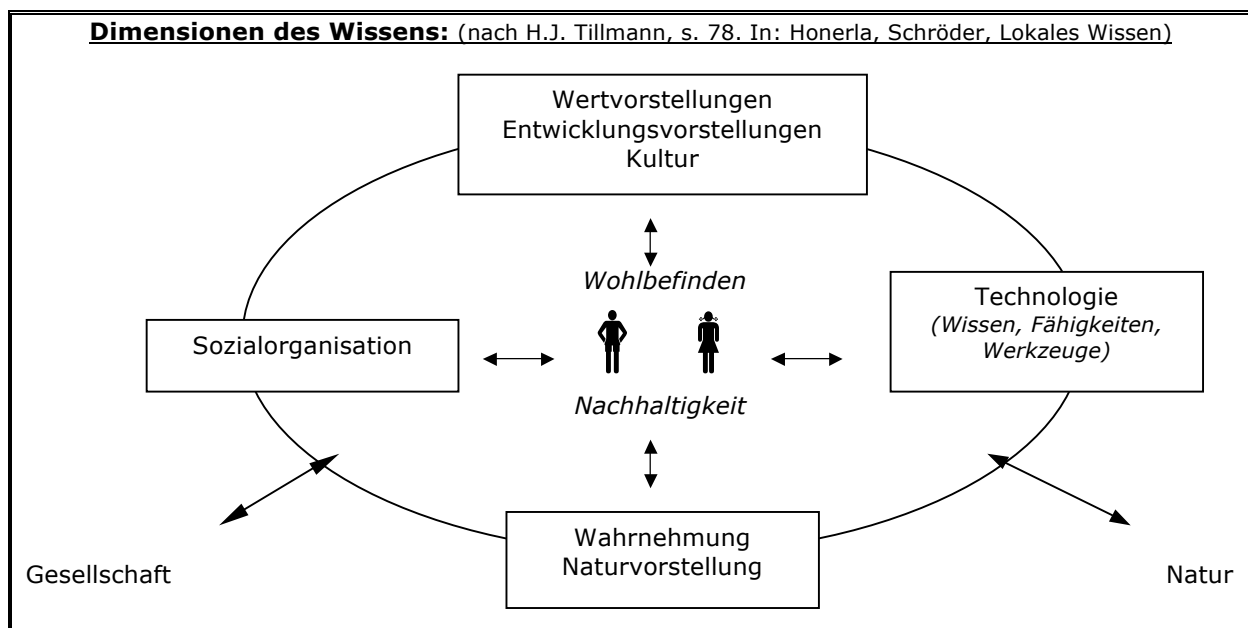 Dimensionen des Wissens: (nach H.J. Tillmann, s. 78. In: Honerla, Schröder, Lokales Wissen)
Wertvorstellungen
Entwicklungsvorstellungen
Kultur
Wohlbefinden
Technologie
(Wissen, Fähigkeiten,
Werkzeuge)
Sozialorganisation
Nachhaltigkeit
Wahrnehmung
Naturvorstellung
Gesellschaft
Natur